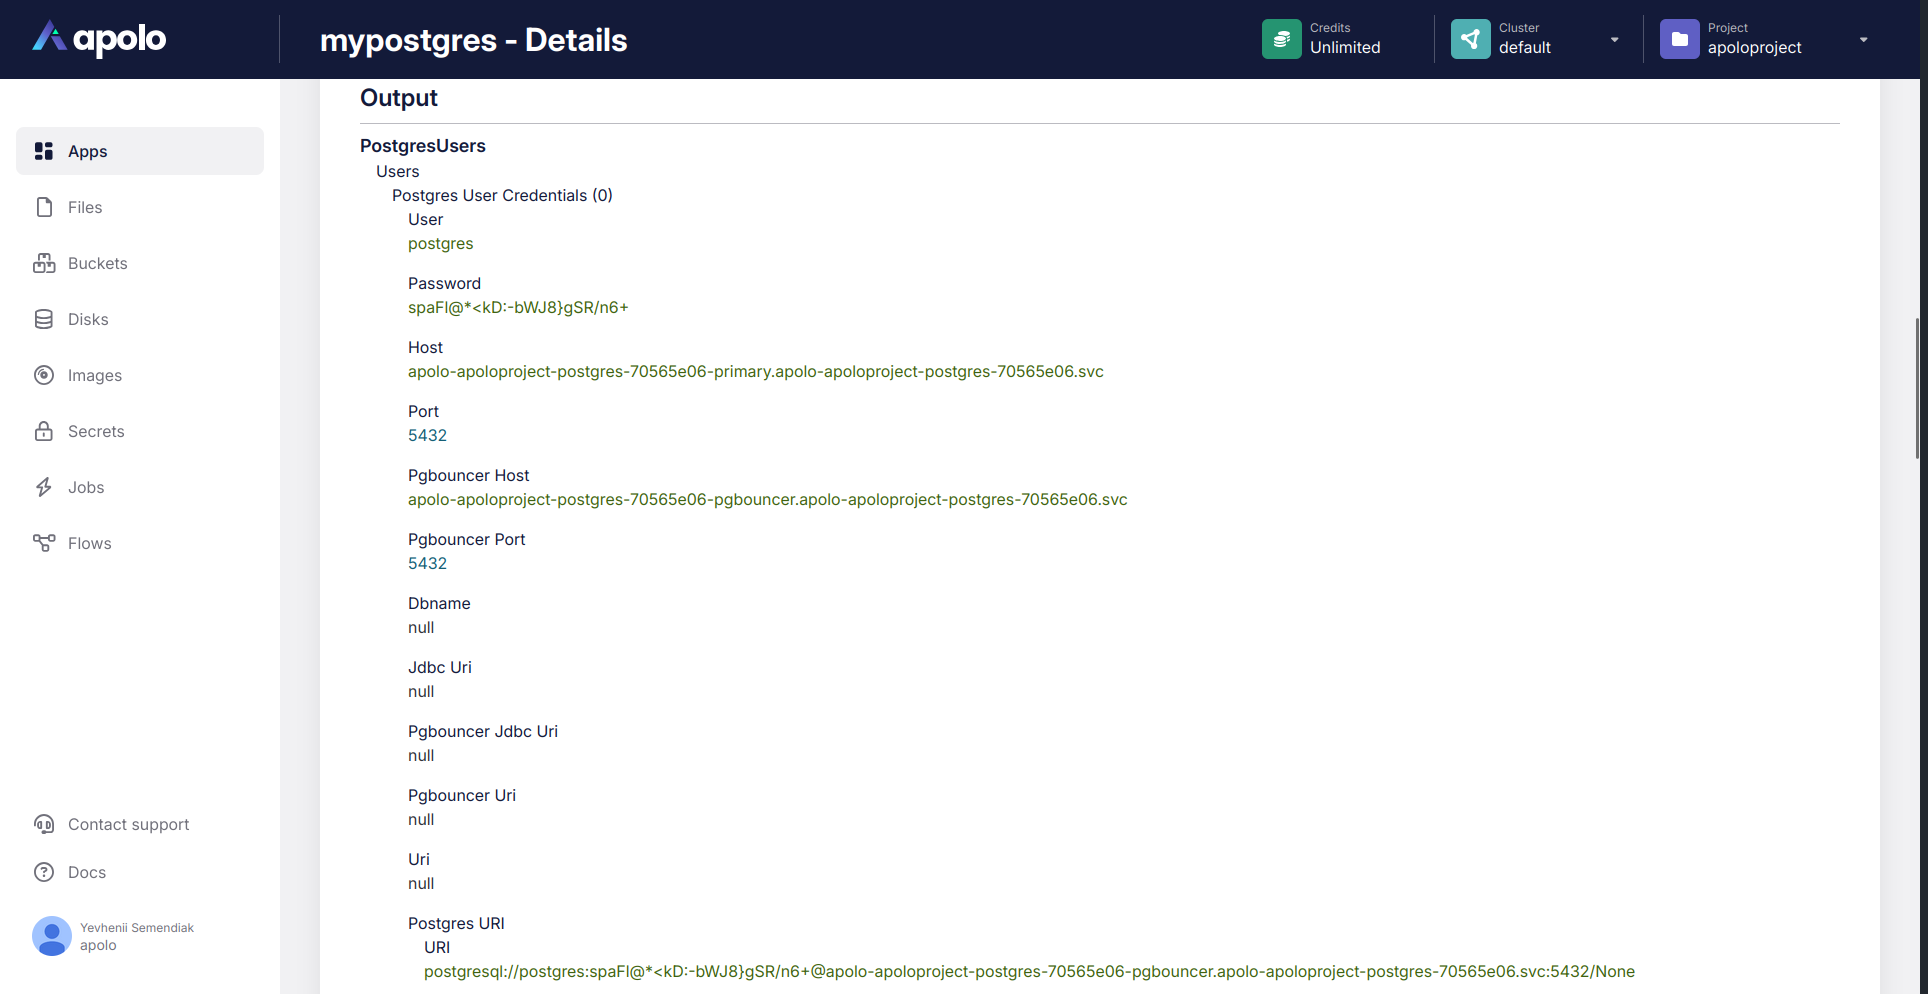 apolo
mypostgres - Details
Credits
Unlimited
Cluster
default
Project
apoloproject
Apps
Files
Buckets
Disks
Images
Secrets
Jobs
Flows
Contact support
Docs
Yevhenii Semendiak
apolo
Output
PostgresUsers
Users
Postgres User Credentials (0)
User
postgres
Password
spaFl@*<kD:-bWJ8}gSR/n6+
Host
apolo-apoloproject-postgres-70565e06-primary.apolo-apoloproject-postgres-70565e06.svc
Port
5432
Pgbouncer Host
apolo-apoloproject-postgres-70565e06-pgbouncer.apolo-apoloproject-postgres-70565e06.svc
Pgbouncer Port
5432
Dbname
null
Jdbc Uri
null
Pgbouncer Jdbc Uri
null
Pgbouncer Uri
null
Uri
null
Postgres URI
URI
postgresql://postgres:spaFl@*<kD:-bWJ8}gSR/n6+@apolo-apoloproject-postgres-70565e06-pgbouncer.apolo-apoloproject-postgres-70565e06.svc:5432/None